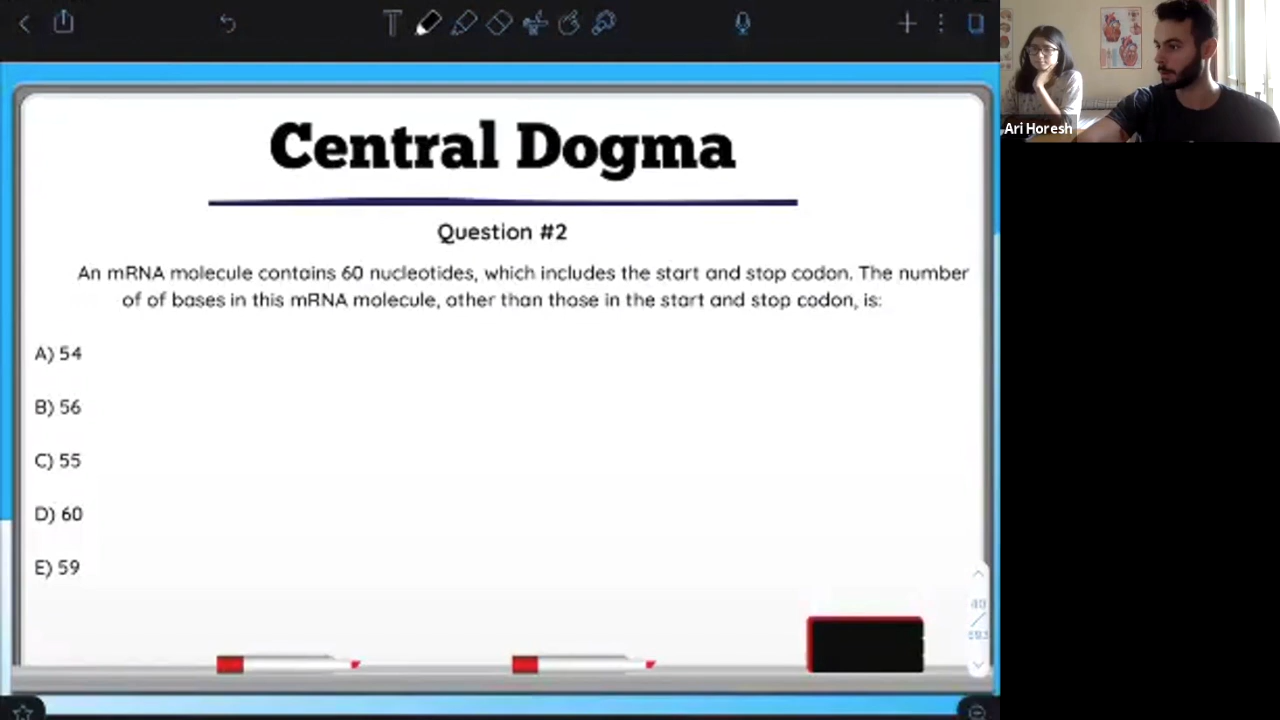 Central Dogma
Question #2
An mRNA molecule contains 60 nucleotides, which includes the start and stop codon. The number
of of bases in this mRNA molecule, other than those in the start and stop codon, is:
A) 54
B) 56
C) 55
D) 60
E) 59
Ari Horesh
40
/